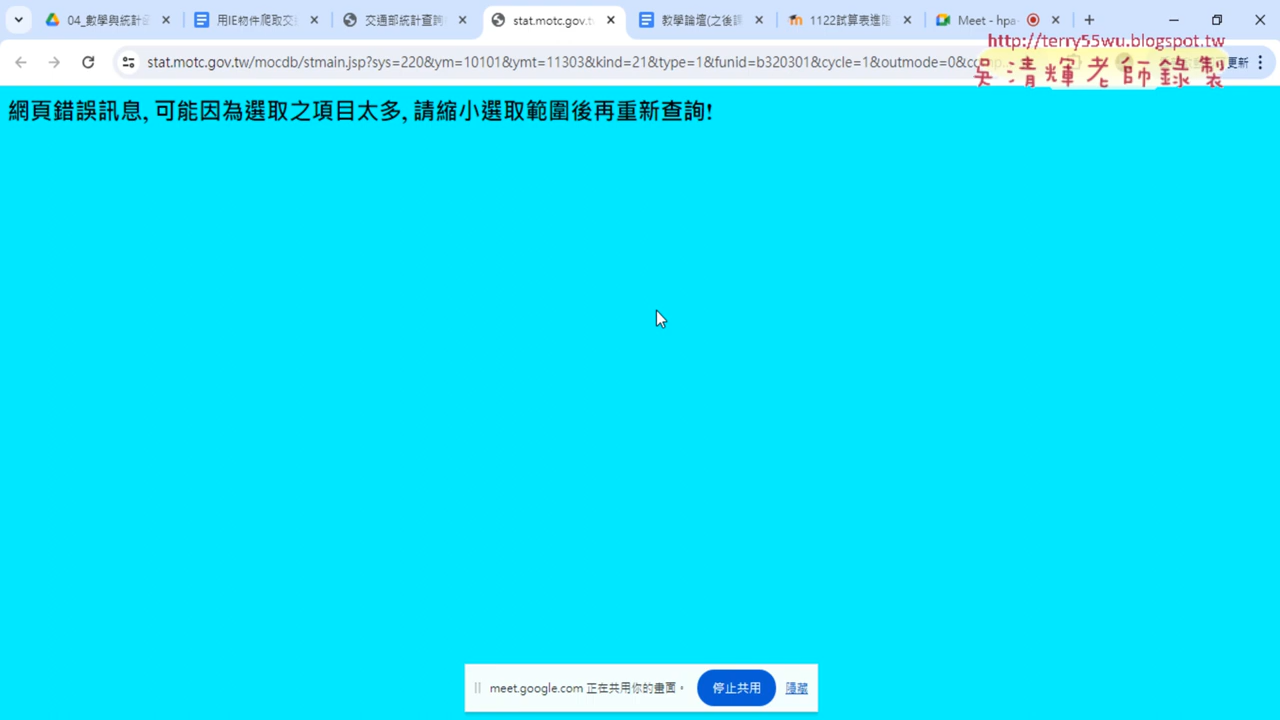 04_數學與統計
用IE物件爬取交
交通部統計查詢
stat.motc.gov.t
教學論壇(之後
1122試算表進階
Meet - hpa
http://terry55wu.blogspot.tw
stat.motc.gov.tw/mocdb/stmain.jsp?sys=220&ym=10101&ymt=11303&kind=21&type=1&funid=b320301&cycle=1&outmode=0&co
更新
吳清輝老師錄製
網頁錯誤訊息, 可能因為選取之項目太多, 請縮小選取範圍後再重新查詢!
meet.google.com 正在共用你的畫面。
停止共用
隱藏